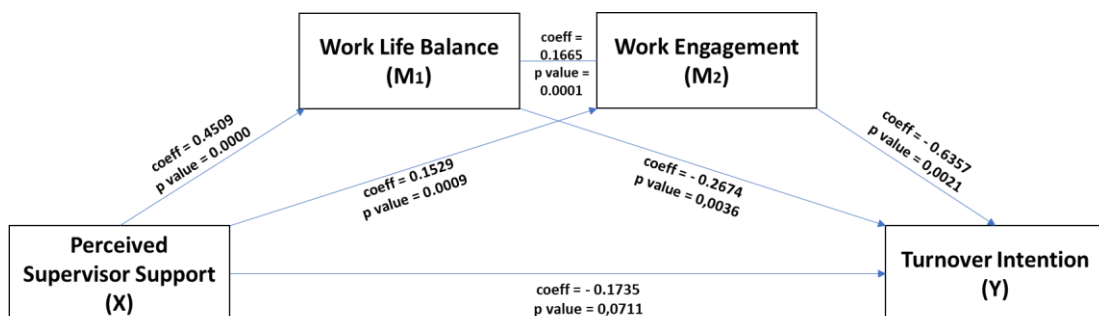 Work Life Balance
(M1)
coeff =
0.1665
p value =
0.0001
Work Engagement
(M2)
coeff = 0.4509
p value = 0.0000
coeff = 0.1529
p value = 0.0009
coeff = - 0.2674
p value = 0,0036
coeff = - 0.6357
p value = 0,0021
Perceived
Supervisor Support
(X)
coeff = - 0.1735
p value = 0,0711
Turnover Intention
(Y)